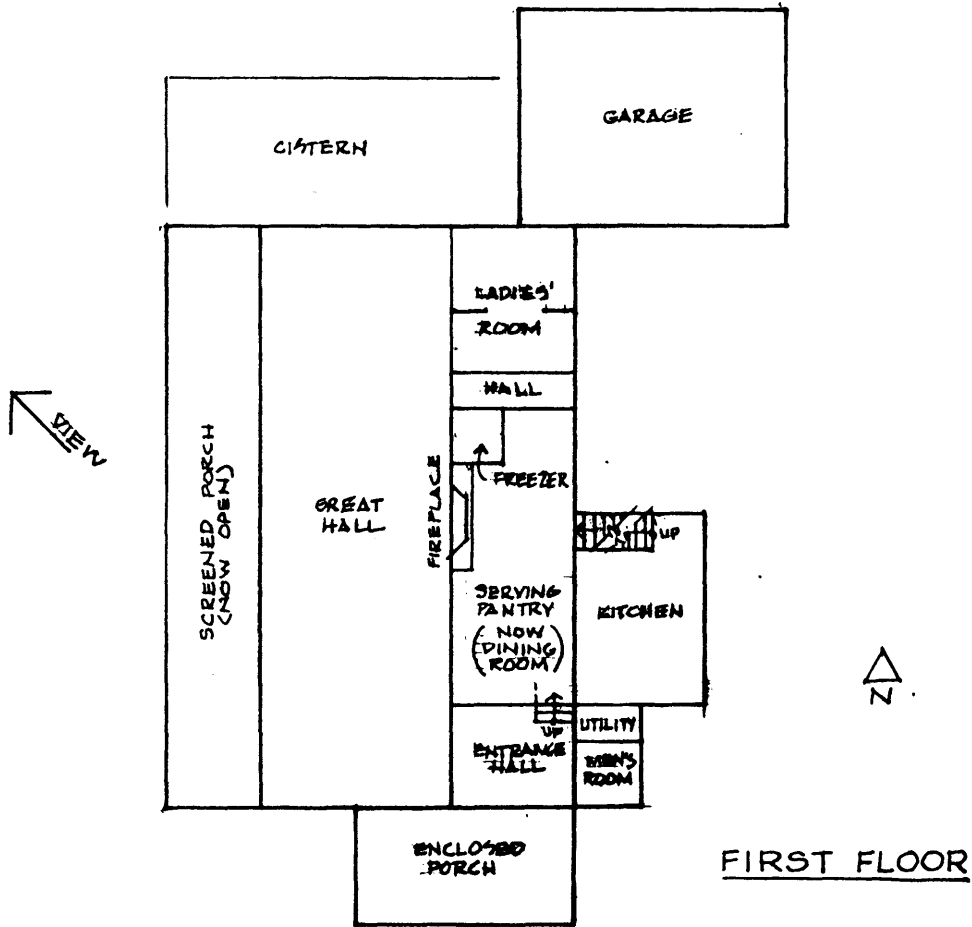 GARAGE
CISTERN
LADIES'
ROOM
HALL
VIEW
FREEZER
FIREPLACE
SCREENED PORCH
(NOW OPEN)
GREAT
HALL
UP
SERVING
PANTRY
(NOW
DINING
ROOM)
KITCHEN
N
UP
UTILITY
ENTRANCE
HALL
MEN'S
ROOM
ENCLOSED
PORCH
FIRST FLOOR